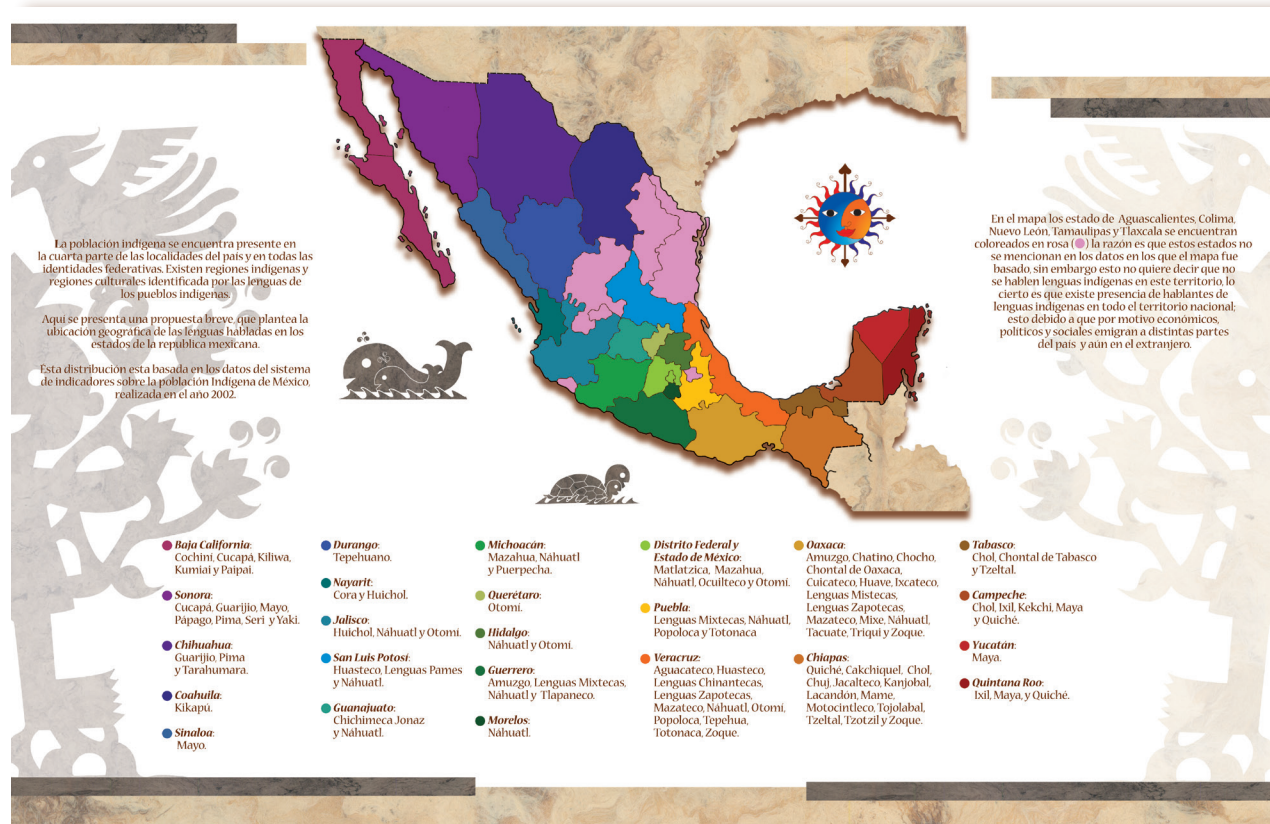 La población indígena se encuentra presente en
la cuarta parte de las localidades del país y en todas las
identidades federativas. Existen regiones indígenas y
regiones culturales identificada por las lenguas de
los pueblos indígenas.
Aquí se presenta una propuesta breve, que plantea la
ubicación geográfica de las lenguas habladas en los
estados de la republica mexicana.
Esta distribución esta basada en los datos del sistema
de indicadores sobre la población Indígena de México,
realizada en el año 2002.
En el mapa los estado de Aguascalientes, Colima,
Nuevo León, Tamaulipas y Tlaxcala se encuentran
coloreados en rosa ( ) la razón es que estos estados no
se mencionan en los datos en los que el mapa fue
basado, sin embargo esto no quiere decir que no
se hablen lenguas indígenas en este territorio, lo
cierto es que existe presencia de hablantes de
lenguas indígenas en todo el territorio nacional;
esto debido a que por motivo económicos,
políticos y sociales emigran a distintas partes
del país y aún en el extranjero.
Baja California:
Cochini, Cucapá, Kiliwa,
Kumiai y Paipai.
Sonora:
Cucapá, Guarijio, Mayo,
Pápago, Pima, Seri y Yaki.
Chihuahua:
Guarijio, Pima
y Tarahumara.
Coahuila:
Kikapú.
Sinaloa:
Mayo.
Durango:
Tepehuano.
Nayarit:
Cora y Huichol.
Jalisco:
Huichol, Náhuatl y Otomí.
San Luis Potosí:
Huasteco, Lenguas Pames
y Náhuatl.
Guanajuato:
Chichimeca Jonaz
y Náhuatl.
Michoacán:
Mazahua, Náhuatl
y Puerpecha.
Querétaro:
Otomí.
Hidalgo:
Náhuatl y Otomí.
Guerrero:
Amuzgo, Lenguas Mixtecas,
Náhuatl y Tlapaneco.
Morelos:
Náhuatl.
Distrito Federal y
Estado de México:
Matlatzica, Mazahua,
Náhuatl, Ocuilteco y Otomí.
Puebla:
Lenguas Mixtecas, Náhuatl,
Popoloca y Totonaca
Veracruz:
Aguacateco, Huasteco,
Lenguas Chinantecas,
Lenguas Zapotecas,
Mazateco, Náhuatl, Otomí,
Popoloca, Tepehua,
Totonaca, Zoque.
Oaxaca:
Amuzgo, Chatino, Chocho,
Chontal de Oaxaca,
Cuicateco, Huave, Ixcateco,
Lenguas Mistecas,
Lenguas Zapotecas,
Mazateco, Mixe, Náhuatl,
Tacuate, Triqui y Zoque.
Chiapas:
Quiché, Cakchiquel, Chol,
Chuj, Jacalteco, Kanjobal,
Lacandón, Mame,
Motocintleco, Tojolabal,
Tzeltal, Tzotzil y Zoque.
Tabasco:
Chol, Chontal de Tabasco
y Tzeltal.
Campeche:
Chol, Ixil, Kekchi, Maya
y Quiché.
Yucatán:
Maya.
Quintana Roo:
Ixil, Maya, y Quiché.